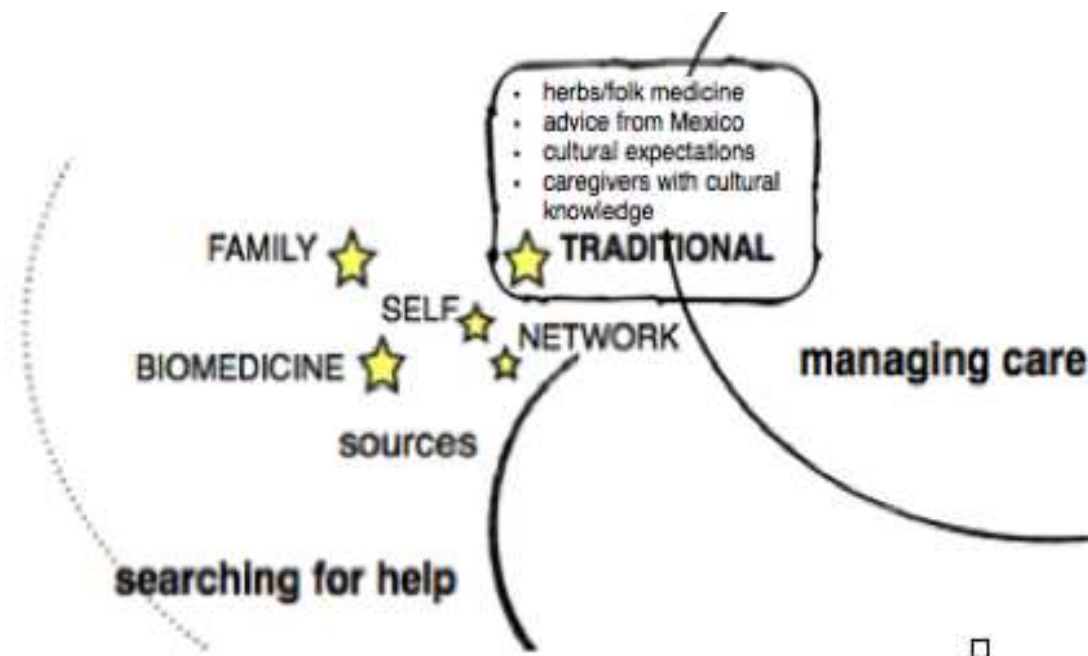 • herbs/folk medicine
• advice from Mexico
• cultural expectations
• caregivers with cultural
knowledge
FAMILY
TRADITIONAL
SELF
NETWORK
BIOMEDICINE
managing care
sources
searching for help